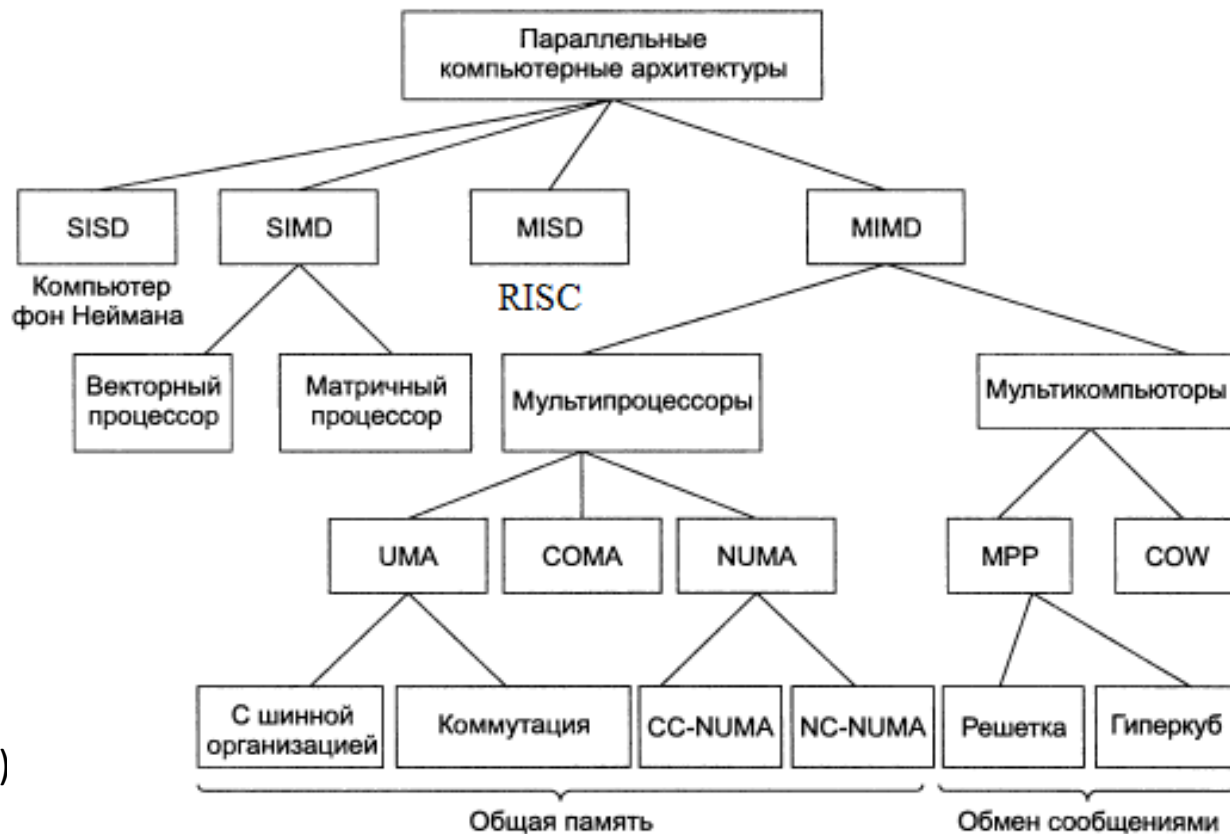 Параллельные
компьютерные архитектуры
SISD
SIMD
MISD
MIMD
Компьютер
фон Неймана
RISC
Векторный
процессор
Матричный
процессор
Мультипроцессоры
Мультикомпьюторы
UMA
COMA
NUMA
MPP
COW
С шинной
организацией
Коммутация
CC-NUMA
NC-NUMA
Решетка
Гиперкуб
)
Общая память
Обмен сообщениями